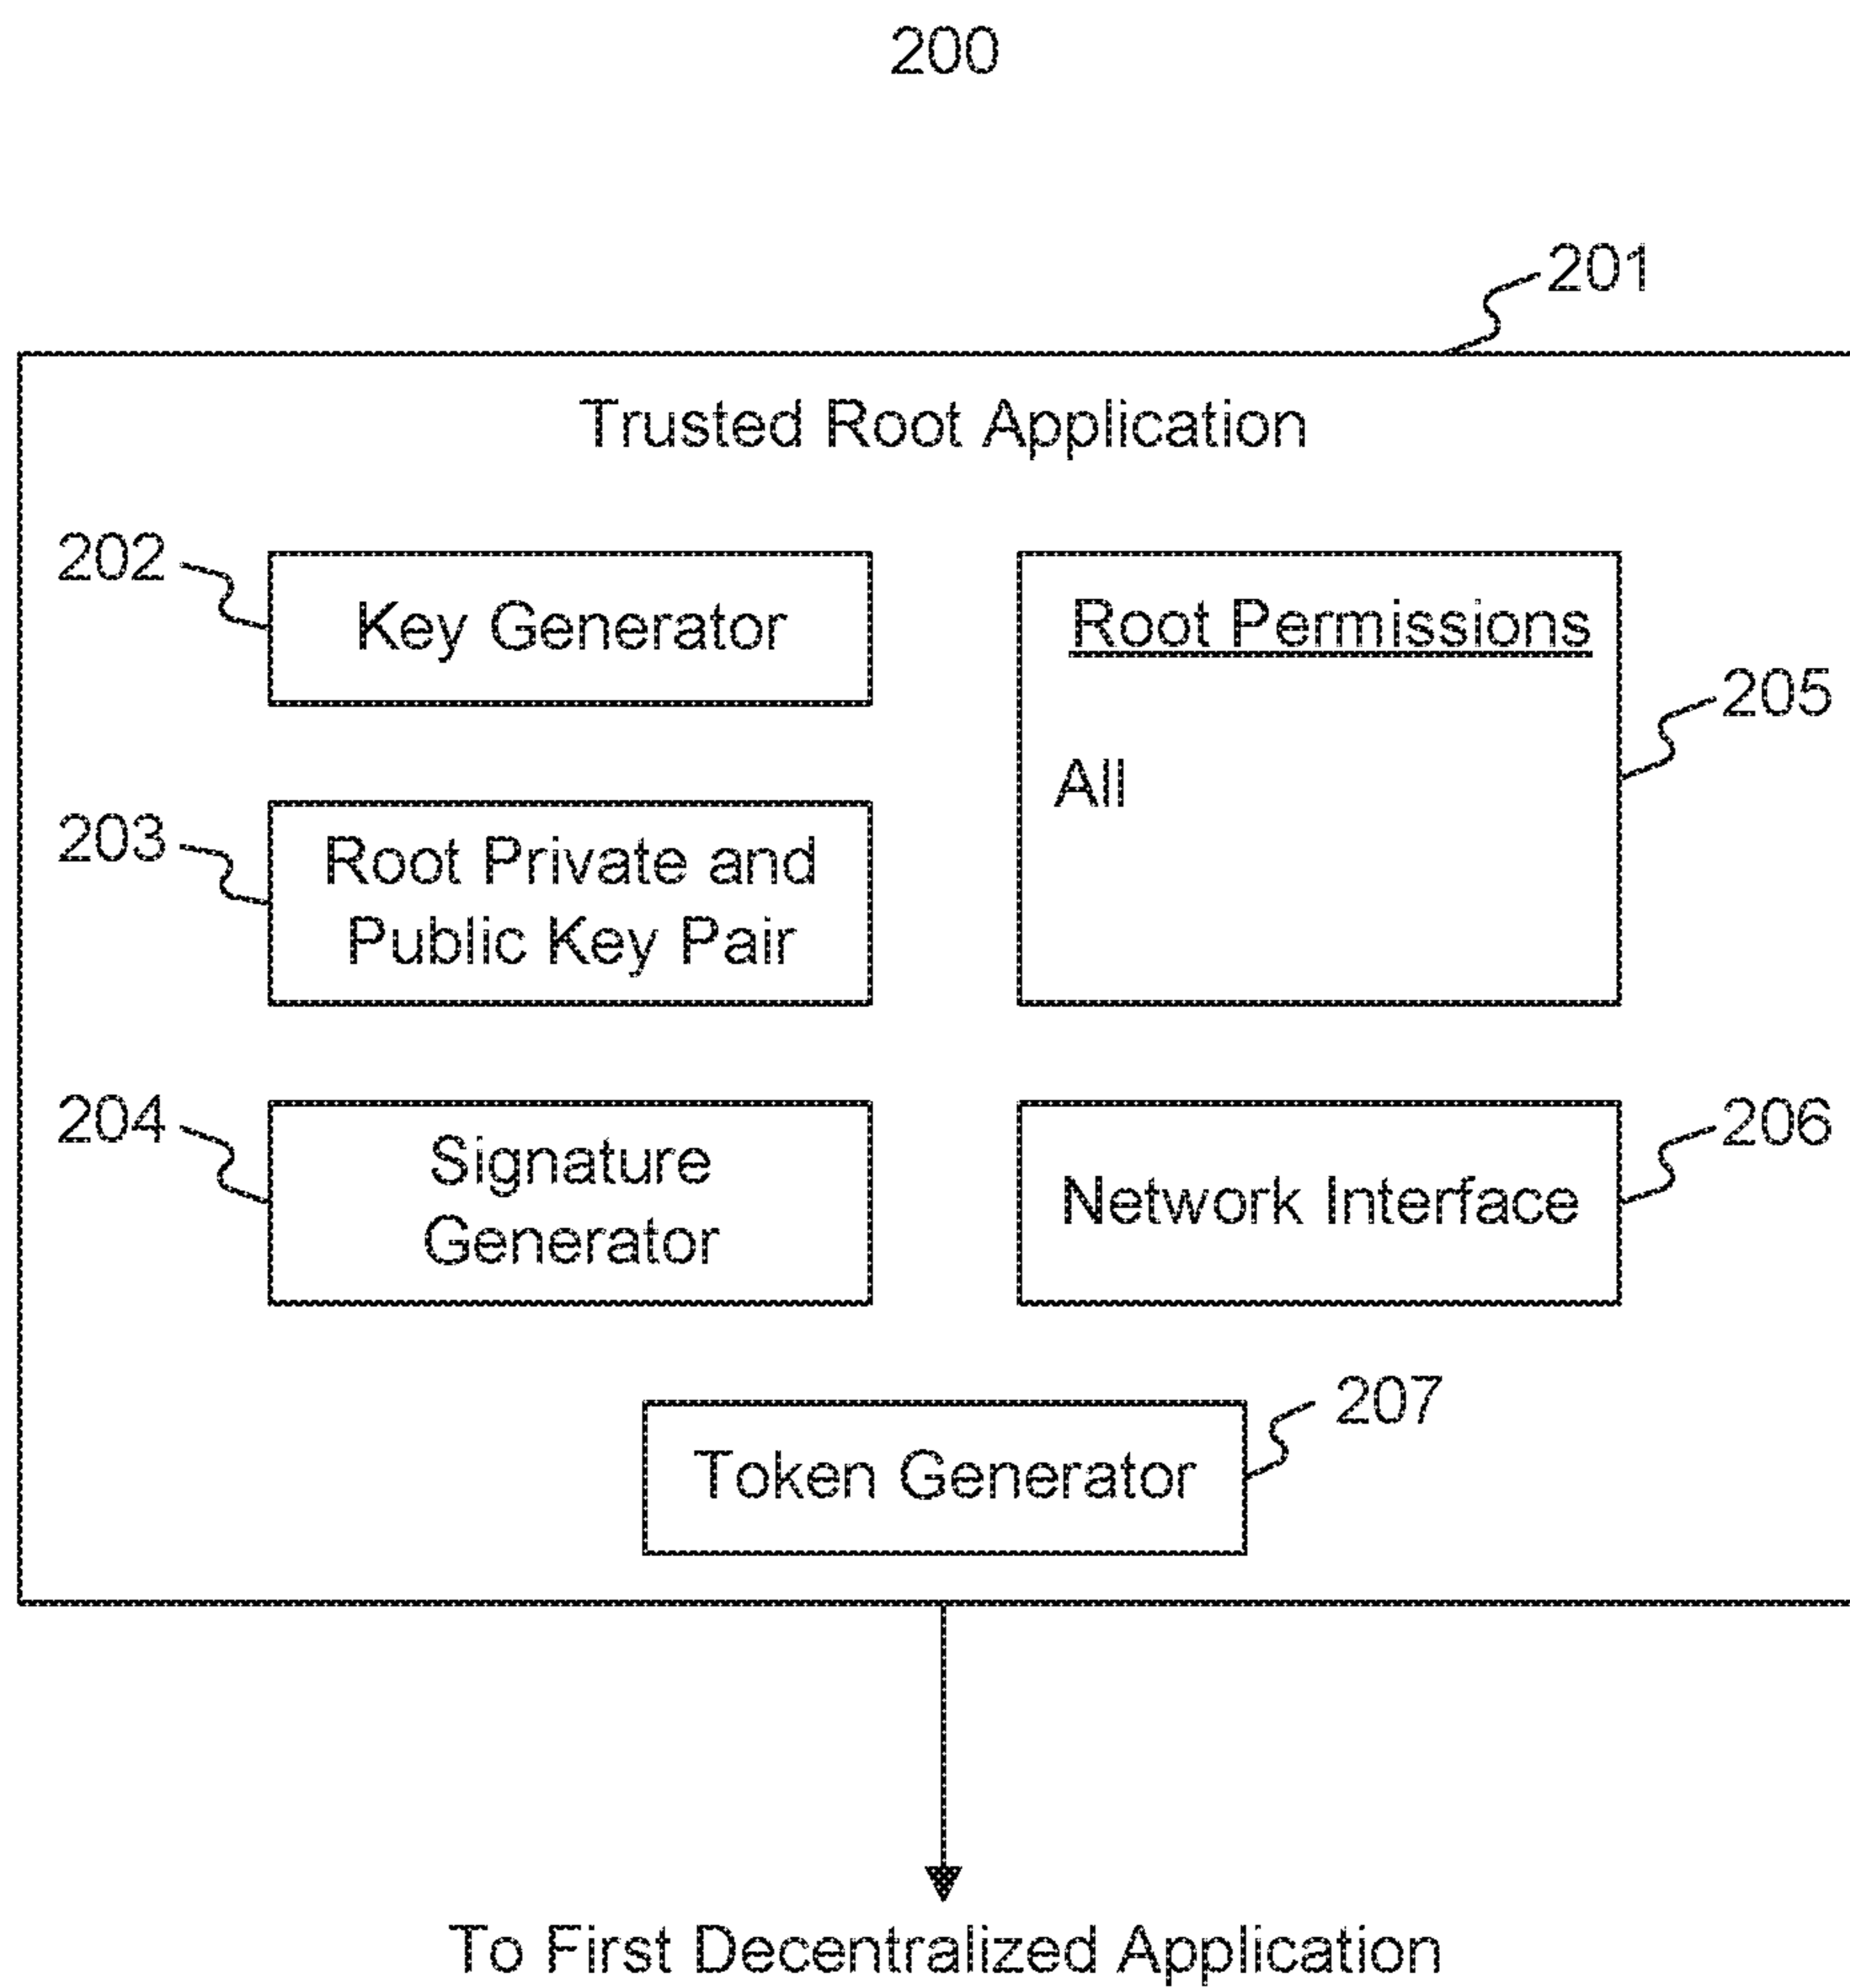 200
201
Trusted Root Application
202
Key Generator
Root Permissions
All
205
203
Root Private and
Public Key Pair
204
Signature
Generator
Network Interface
206
Token Generator
207
To First Decentralized Application